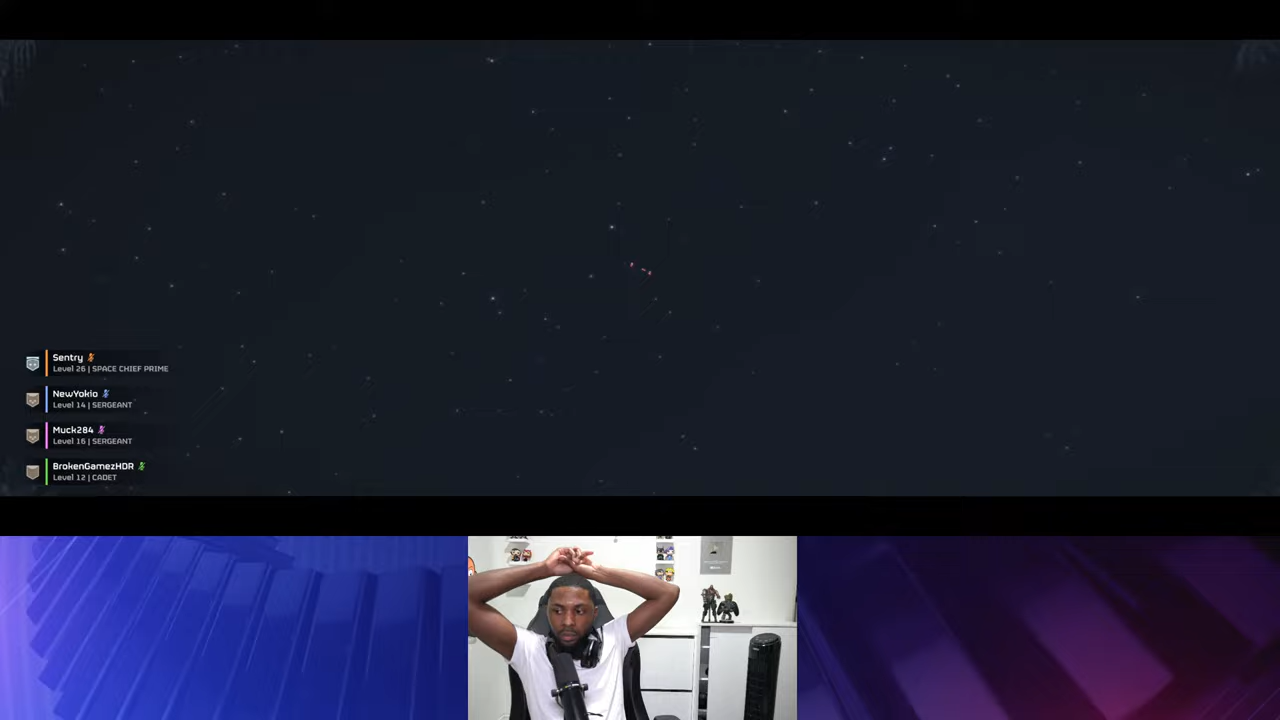 Sentry
Level 26 | SPACE CHIEF PRIME
NewYokio
Level 14 | SERGEANT
Muck284
Level 16 | SERGEANT
BrokenGamezHDR
Level 12 | CADET